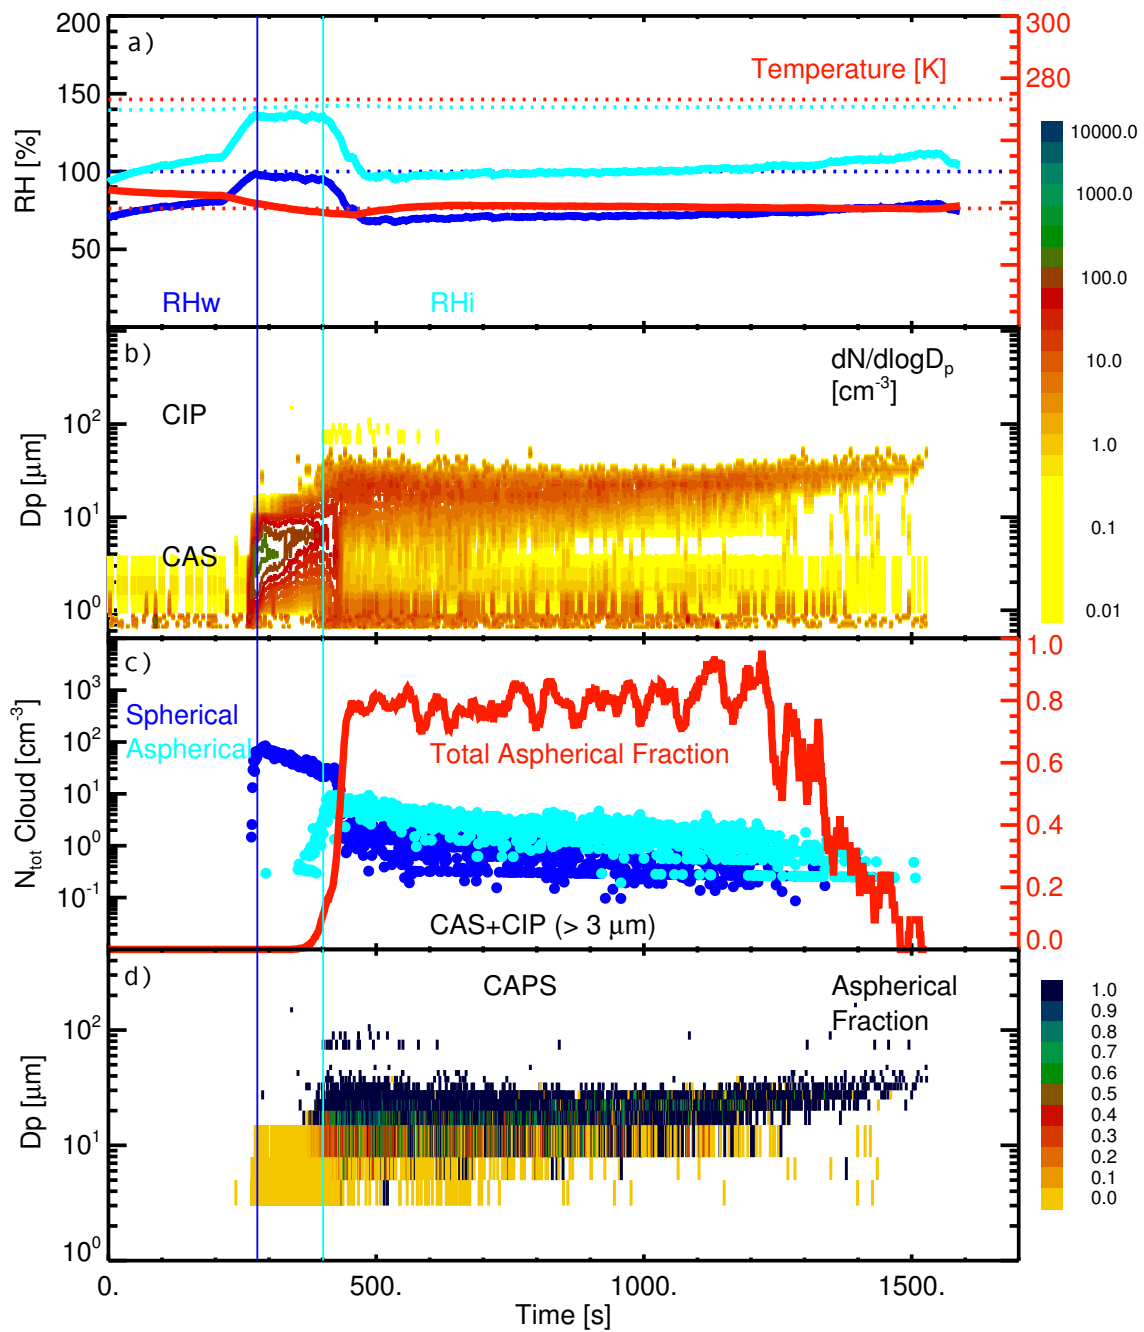 200
a)
300
Temperature [K]
280
150
RH [%]
100
50
RHw
RHi
10000.0
1000.0
100.0
10.0
1.0
0.1
0.01
b)
dN/dlogDp
[cm-3]
CIP
10²
Dp [µm]
10¹
CAS
10⁰
c)
1.0
10³
Spherical
0.8
Aspherical
10²
Total Aspherical Fraction
0.6
Ntot Cloud [cm-3]
10¹
0.4
10⁰
0.2
10-1
CAS+CIP (> 3 µm)
0.0
d)
CAPS
Aspherical
Fraction
10²
Dp [µm]
10¹
10⁰
1.0
0.9
0.8
0.7
0.6
0.5
0.4
0.3
0.2
0.1
0.0
0.
500.
1000.
1500.
Time [s]